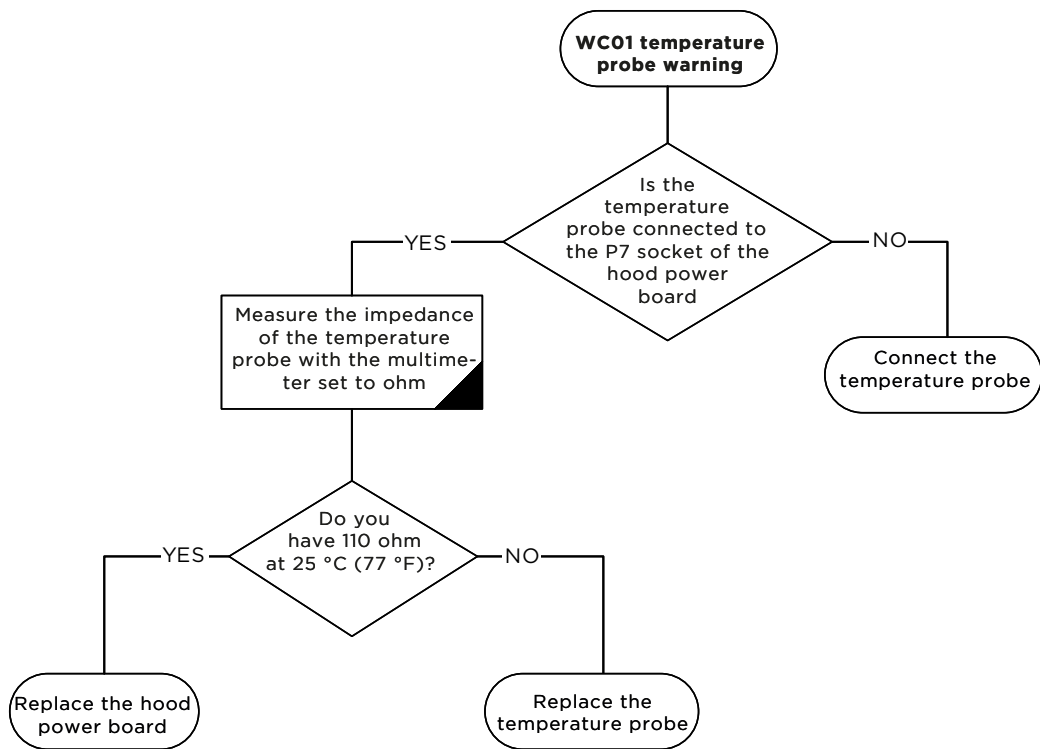 WC01 temperature
probe warning
Is the
temperature
probe connected to
the P7 socket of the
hood power
board
YES
NO
Measure the impedance
of the temperature
probe with the multime-
ter set to ohm
Connect the
temperature probe
Do you
have 110 ohm
at 25 °C (77 °F)?
YES
NO
Replace the hood
power board
Replace the
temperature probe